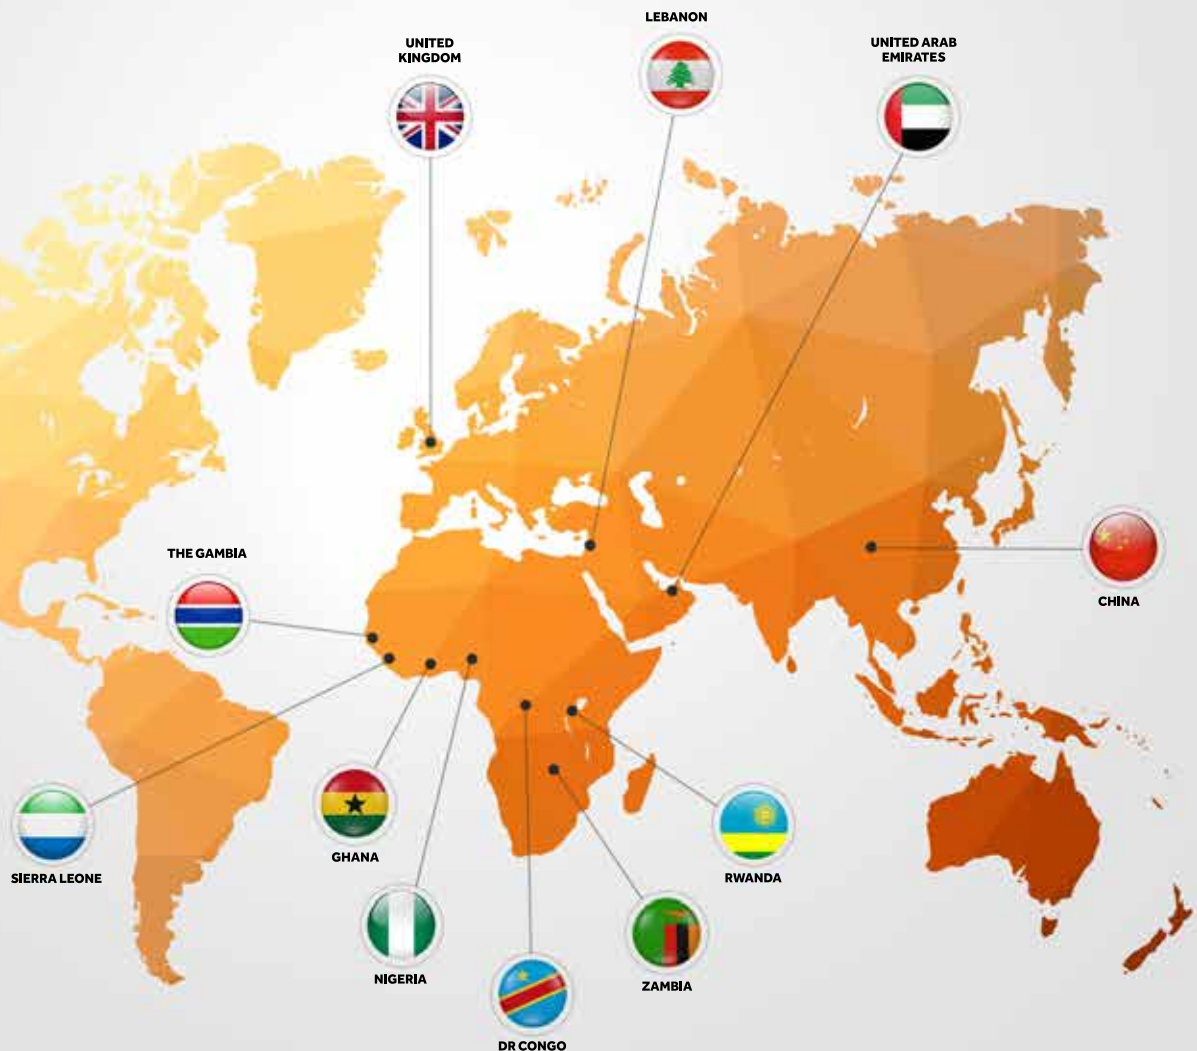 LEBANON
UNITED
KINGDOM
UNITED ARAB
EMIRATES
THE GAMBIA
CHINA
GHANA
SIERRA LEONE
RWANDA
NIGERIA
ZAMBIA
DR CONGO